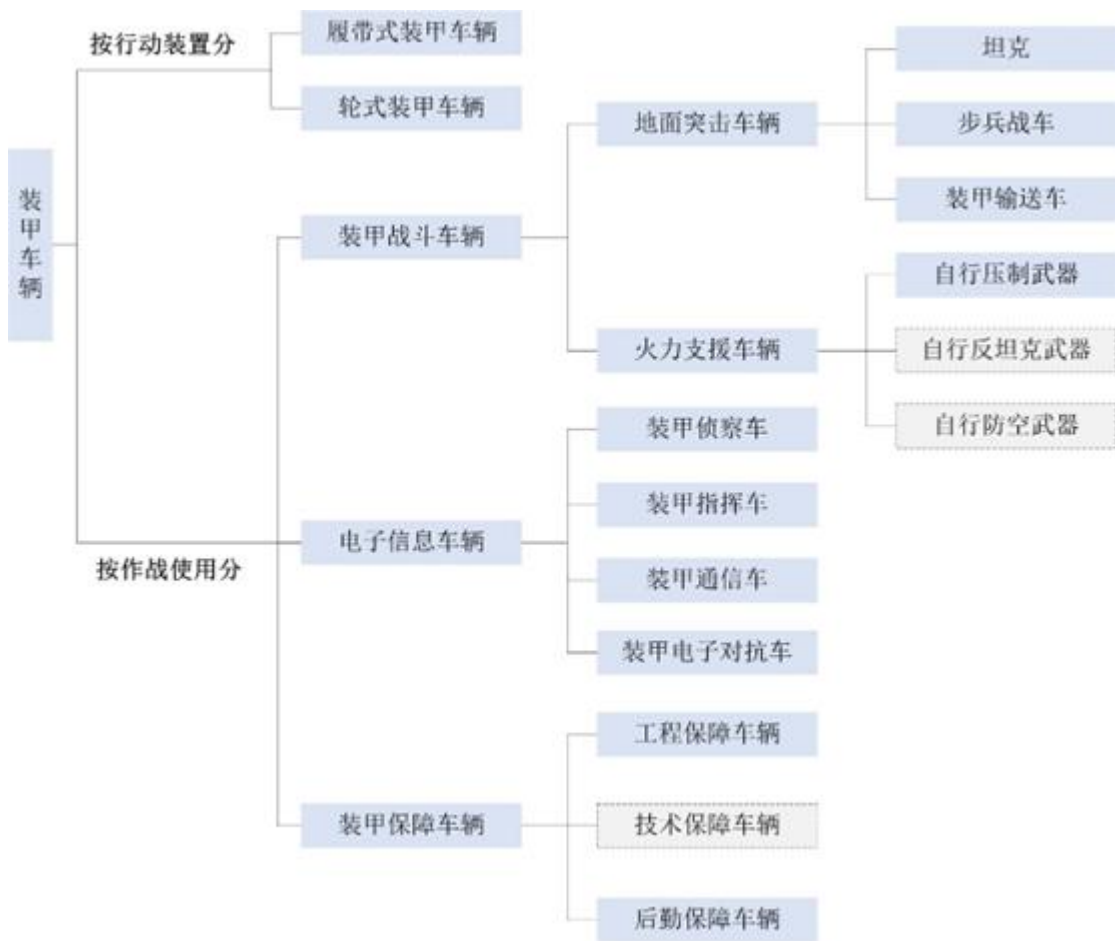 装甲车辆
按行动装置分
履带式装甲车辆
轮式装甲车辆
按作战使用分
装甲战斗车辆
地面突击车辆
坦克
步兵战车
装甲输送车
火力支援车辆
自行压制武器
自行反坦克武器
自行防空武器
电子信息车辆
装甲侦察车
装甲指挥车
装甲通信车
装甲电子对抗车
装甲保障车辆
工程保障车辆
技术保障车辆
后勤保障车辆